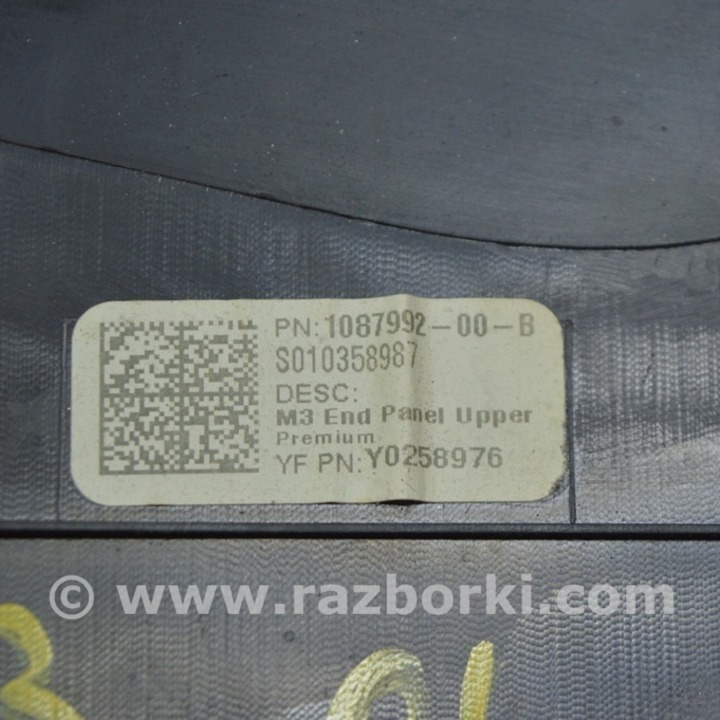 PN: 1087992-00-B
S010358987
DESC:
M3 End Panel Upper
Premium
YF PN: Y0258976
© www.razborki.com